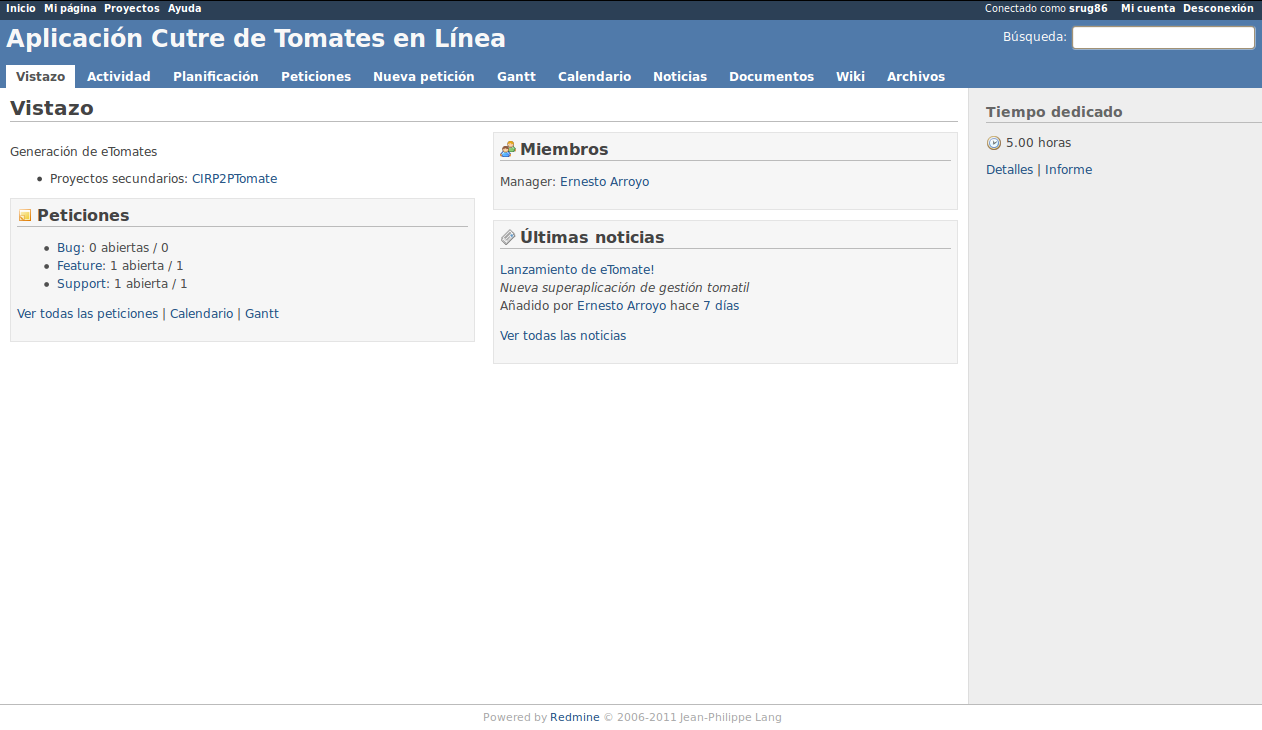 Inicio Mi página Proyectos Ayuda
Conectado como srug86 Mi cuenta Desconexión
Aplicación Cutre de Tomates en Línea
Búsqueda:
Vistazo Actividad Planificación Peticiones Nueva petición Gantt Calendario Noticias Documentos Wiki Archivos
Vistazo
Generación de eTomates
• Proyectos secundarios: CIRP2PTomate
Peticiones
• Bug: 0 abiertas / 0
• Feature: 1 abierta / 1
• Support: 1 abierta / 1
Ver todas las peticiones | Calendario | Gantt
Miembros
Manager: Ernesto Arroyo
Últimas noticias
Lanzamiento de eTomate!
Nueva superaplicación de gestión tomatil
Añadido por Ernesto Arroyo hace 7 días
Ver todas las noticias
Tiempo dedicado
5.00 horas
Detalles | Informe
Powered by Redmine © 2006-2011 Jean-Philippe Lang